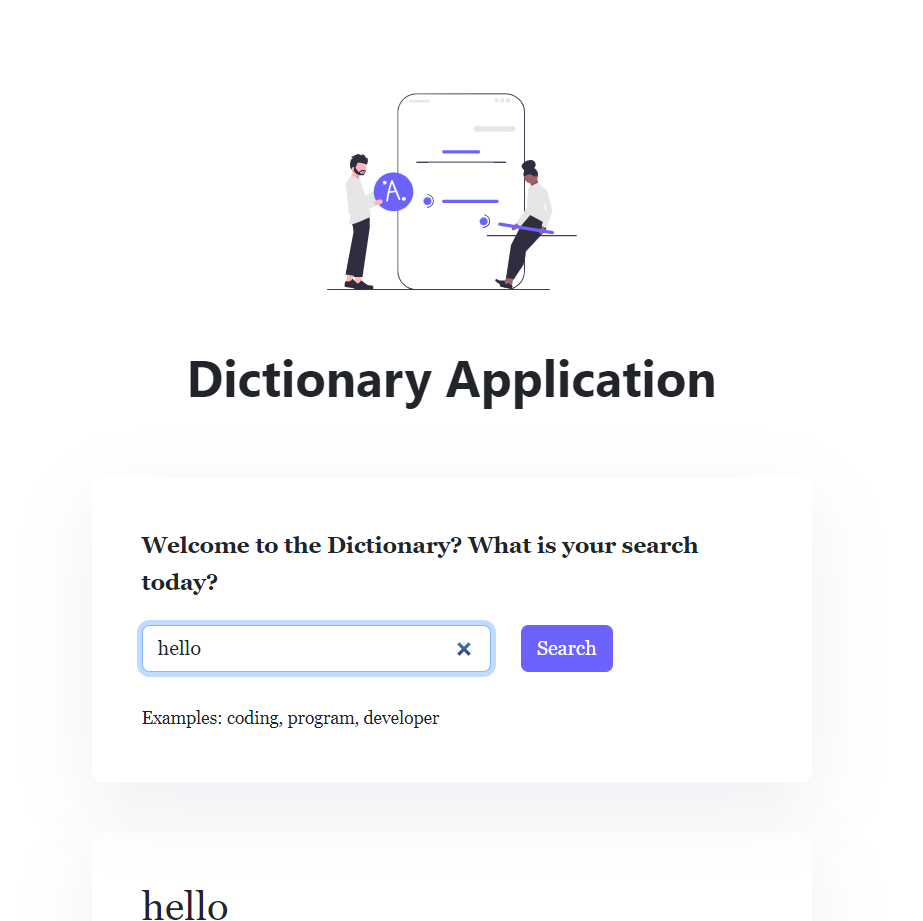 A
Dictionary Application
Welcome to the Dictionary? What is your search
today?
hello
Search
Examples: coding, program, developer
hello